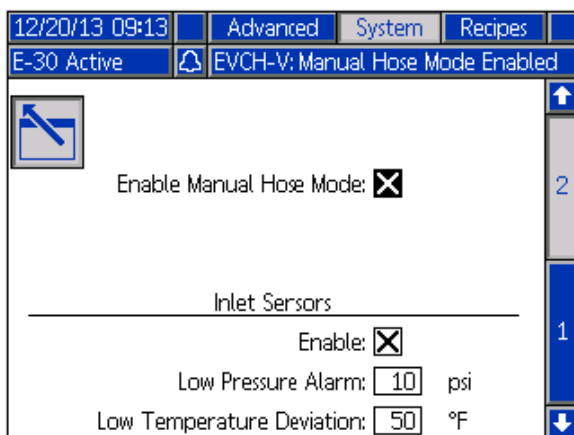 12/20/13 09:13 Advanced System Recipes
E-30 Active EVCH-V: Manual Hose Mode Enabled
Enable Manual Hose Mode:
2
Inlet Sersors
Enable:
1
Low Pressure Alarm: 10 psi
Low Temperature Deviation: 50 °F